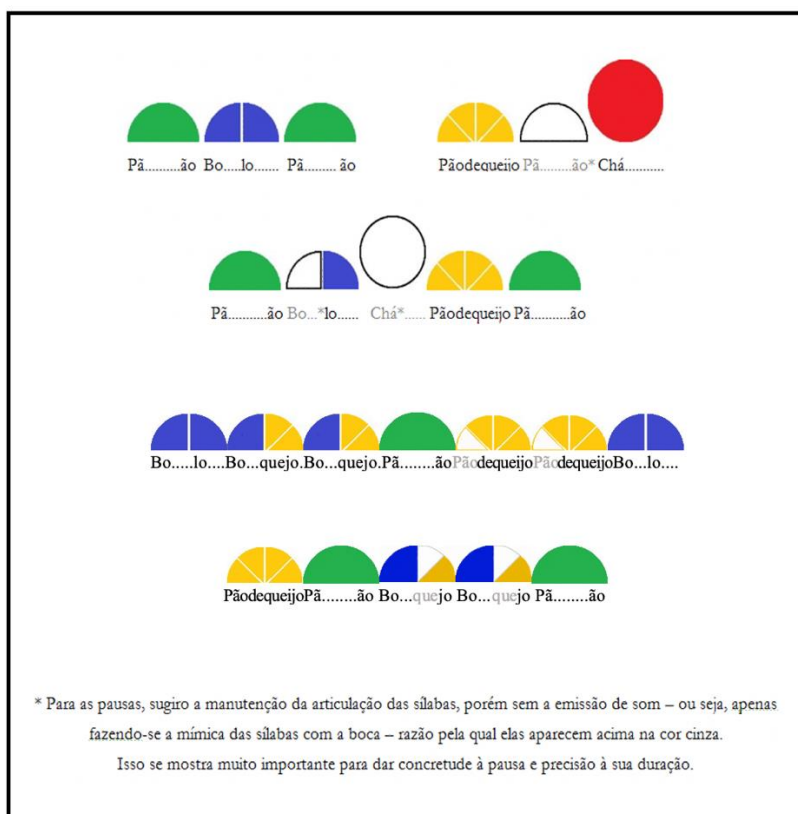 Pã..........ão Bo....lo....... Pã......... ão Pãodequeijo Pã.........ão* Chá...........
Pã...........ão Bo...*lo...... Chá*...... Pãodequeijo Pã...........ão
Bo.....lo....Bo...quejo.Bo...quejo.Pã........ão Pãodequeijo Pãodequeijo Bo...lo....
PãodequeijoPã........ão Bo...quejo Bo...quejo Pã........ão
* Para as pausas, sugiro a manutenção da articulação das sílabas, porém sem a emissão de som – ou seja, apenas
fazendo-se a mímica das sílabas com a boca – razão pela qual elas aparecem acima na cor cinza.
Isso se mostra muito importante para dar concretude à pausa e precisão à sua duração.